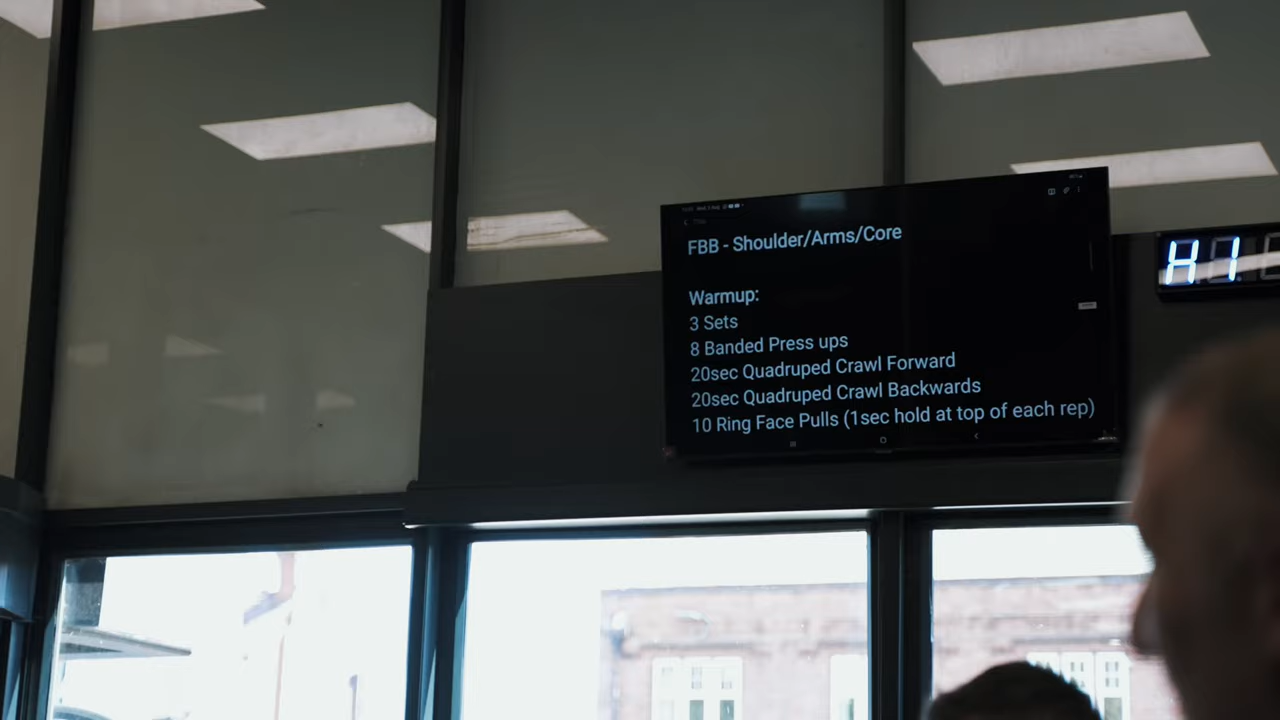 FBB - Shoulder/Arms/Core
Warmup:
3 Sets
8 Banded Press ups
20sec Quadruped Crawl Forward
20sec Quadruped Crawl Backwards
10 Ring Face Pulls (1sec hold at top of each rep)
H1